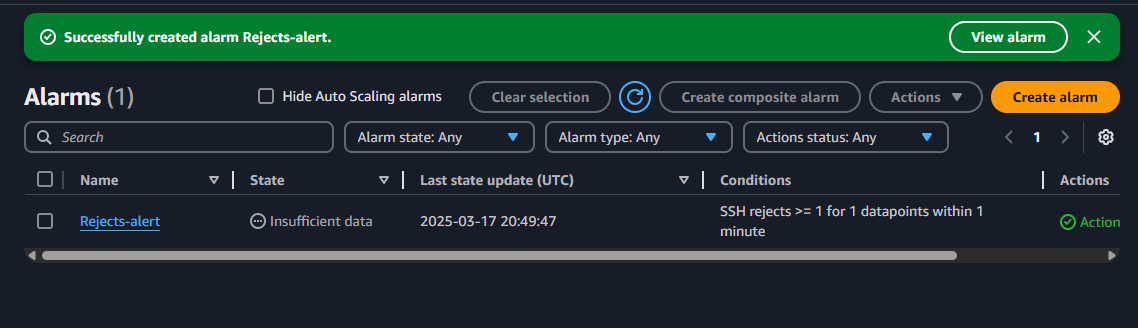 Successfully created alarm Rejects-alert. View alarm
Alarms (1) Hide Auto Scaling alarms Clear selection Create composite alarm Actions Create alarm
Search Alarm state: Any Alarm type: Any Actions status: Any 1
Name State Last state update (UTC) Conditions Actions
Rejects-alert Insufficient data 2025-03-17 20:49:47 SSH rejects >= 1 for 1 datapoints within 1 Action
minute